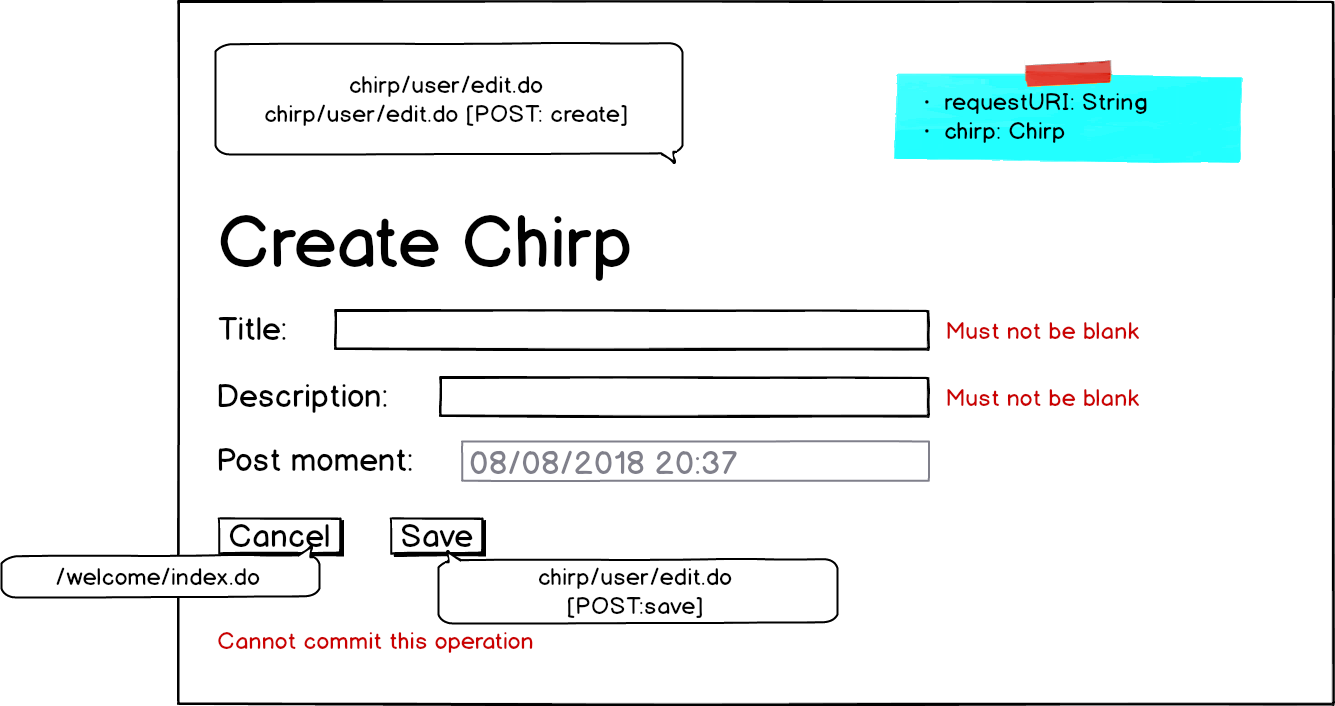 chirp/user/edit.do
chirp/user/edit.do [POST: create]
• requestURI: String
• chirp: Chirp
Create Chirp
Title:
Must not be blank
Description:
Must not be blank
Post moment:
08/08/2018 20:37
Cancel
Save
/welcome/index.do
chirp/user/edit.do
[POST:save]
Cannot commit this operation